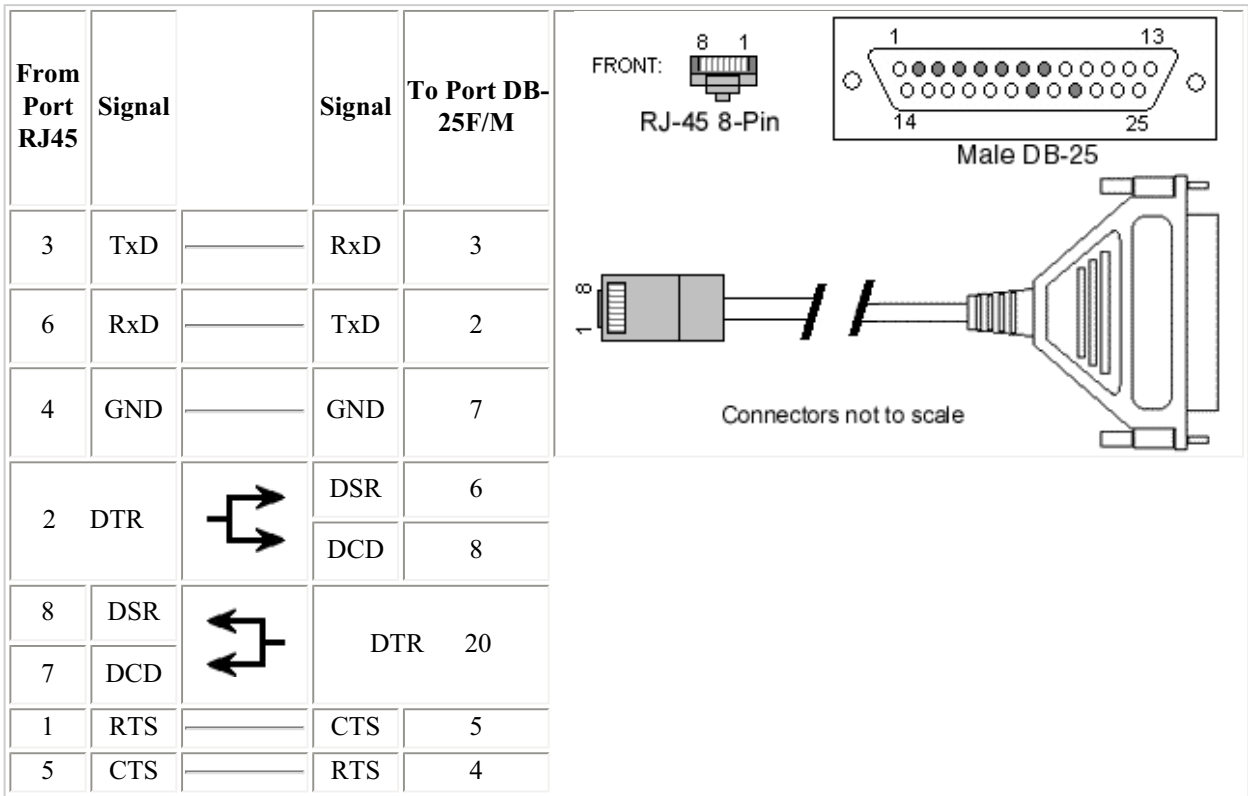 From Port RJ45 Signal Signal To Port DB-25F/M
3 TxD RxD 3
6 RxD TxD 2
4 GND GND 7
2 DTR DSR 6
DCD 8
8 DSR DTR 20
7 DCD
1 RTS CTS 5
5 CTS RTS 4
FRONT:
8 1
RJ-45 8-Pin
1 13
14 25
Male DB-25
8
1
Connectors not to scale